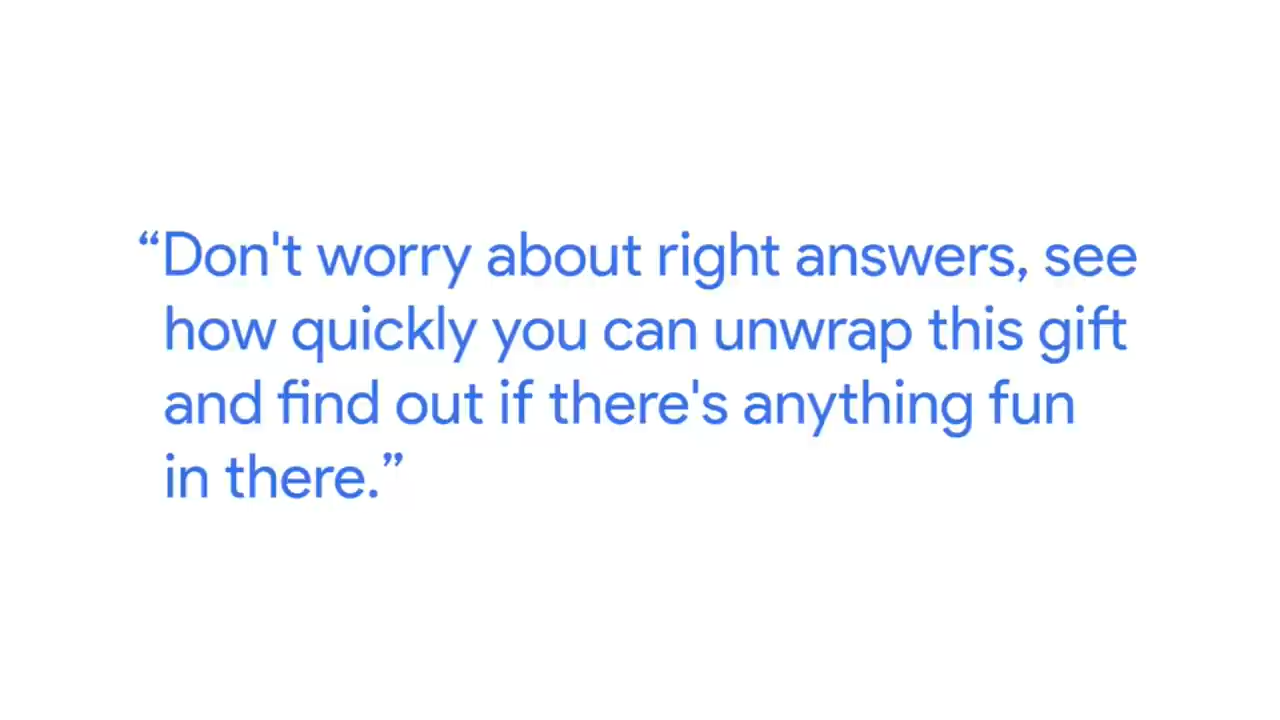 “Don't worry about right answers, see
how quickly you can unwrap this gift
and find out if there's anything fun
in there.”